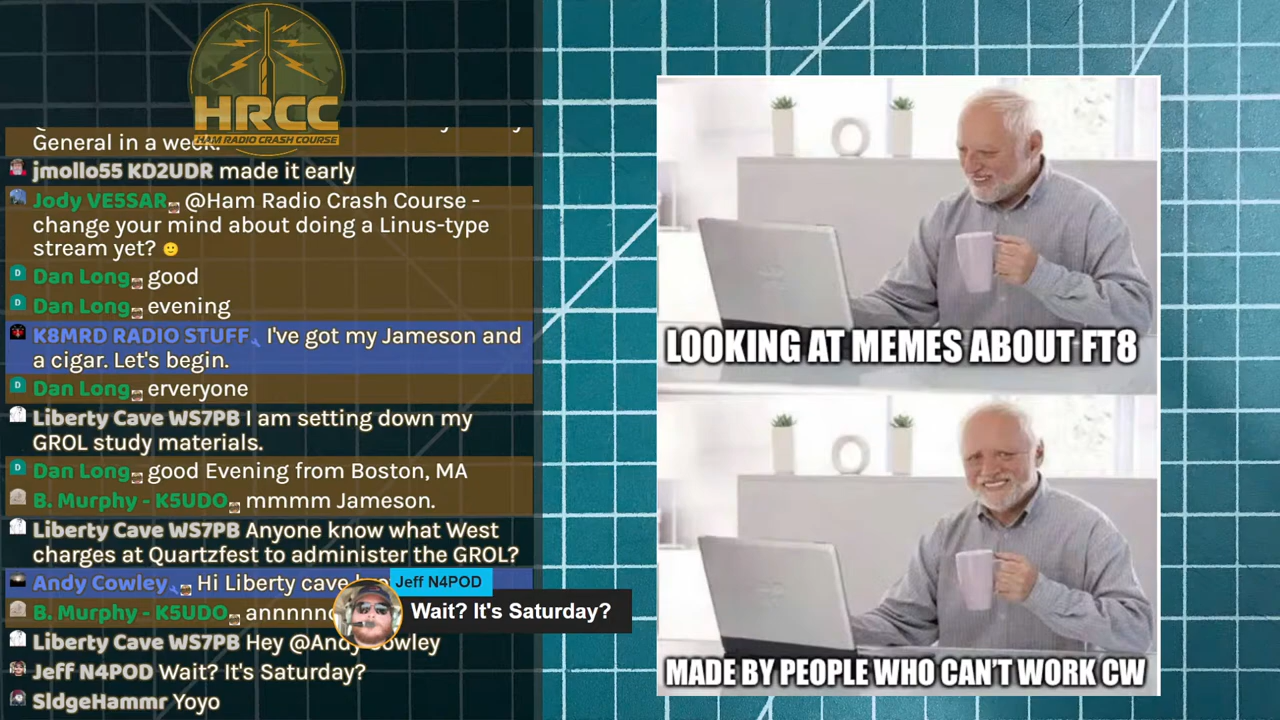 HRCC
HAM RADIO CRASH COURSE
General in a week.
jmollo55 KD2UDR made it early
Jody VE5SAR @Ham Radio Crash Course -
change your mind about doing a Linus-type
stream yet?
Dan Long good
Dan Long evening
K8MRD RADIO STUFF I've got my Jameson and
a cigar. Let's begin.
Dan Long erveryone
Liberty Cave WS7PB I am setting down my
GROL study materials.
Dan Long good Evening from Boston, MA
B. Murphy - K5UDO mmmm Jameson.
Liberty Cave WS7PB Anyone know what West
charges at Quartzfest to administer the GROL?
Andy Cowley Hi Liberty cave
Jeff N4POD
B. Murphy - K5UDO
Wait? It's Saturday?
Liberty Cave WS7PB Hey @Andy Cowley
Jeff N4POD Wait? It's Saturday?
SldgeHammr Yoyo
LOOKING AT MEMES ABOUT FT8
MADE BY PEOPLE WHO CAN'T WORK CW